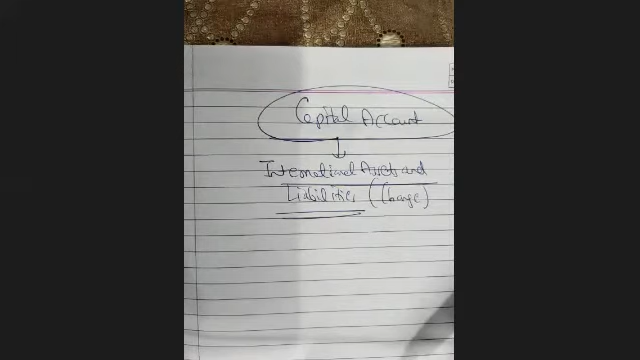 Capital Account
International Assets and
Liabilities (Change)